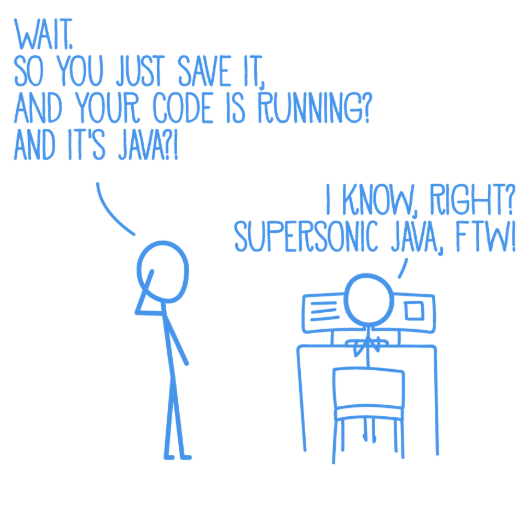 WAIT.
SO YOU JUST SAVE IT,
AND YOUR CODE IS RUNNING?
AND IT'S JAVA?!
I KNOW, RIGHT?
SUPERSONIC JAVA, FTW!